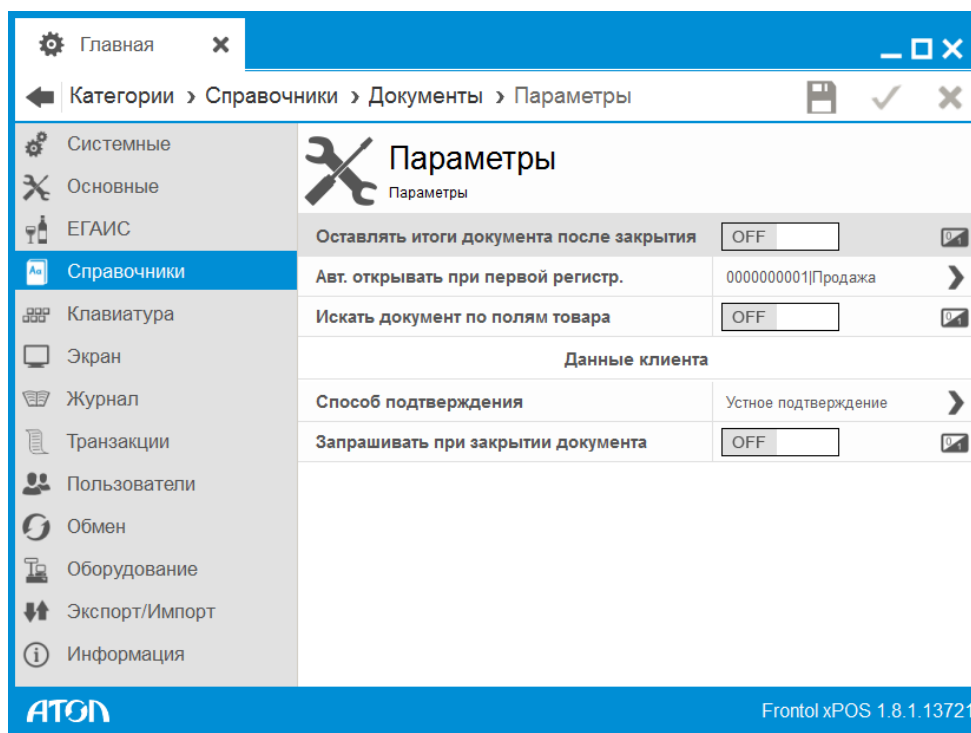 Главная
Категории › Справочники › Документы › Параметры
Системные
Основные
ЕГАИС
Справочники
Клавиатура
Экран
Журнал
Транзакции
Пользователи
Обмен
Оборудование
Экспорт/Импорт
Информация
Параметры
Параметры
Оставлять итоги документа после закрытия OFF
Авт. открывать при первой регистр. 0000000001|Продажа
Искать документ по полям товара OFF
Данные клиента
Способ подтверждения Устное подтверждение
Запрашивать при закрытии документа OFF
АТОЛ Frontol xPOS 1.8.1.13721